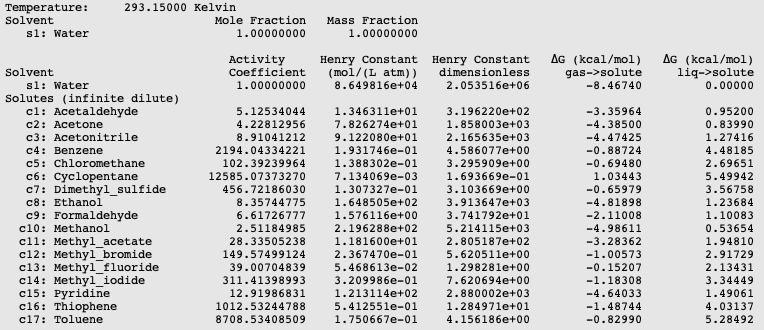 Temperature: 293.15000 Kelvin
Solvent Mole Fraction Mass Fraction
s1: Water 1.00000000 1.00000000
Activity Henry Constant Henry Constant ΔG (kcal/mol) ΔG (kcal/mol)
Solvent Coefficient (mol/(L atm)) dimensionless gas->solute liq->solute
s1: Water 1.00000000 8.649816e+04 2.053516e+06 -8.46740 0.00000
Solutes (infinite dilute)
c1: Acetaldehyde 5.12534044 1.346311e+01 3.196220e+02 -3.35964 0.95200
c2: Acetone 4.22812956 7.826274e+01 1.858003e+03 -4.38500 0.83990
c3: Acetonitrile 8.91041212 9.122080e+01 2.165635e+03 -4.47425 1.27416
c4: Benzene 2194.04334221 1.931746e-01 4.586077e+00 -0.88724 4.48185
c5: Chloromethane 102.39239964 1.388302e-01 3.295909e+00 -0.69480 2.69651
c6: Cyclopentane 12585.07373270 7.134069e-03 1.693669e-01 1.03443 5.49942
c7: Dimethyl_sulfide 456.72186030 1.307327e-01 3.103669e+00 -0.65979 3.56758
c8: Ethanol 8.35744775 1.648505e+02 3.913647e+03 -4.81898 1.23684
c9: Formaldehyde 6.61726777 1.576116e+00 3.741792e+01 -2.11008 1.10083
c10: Methanol 2.51184985 2.196288e+02 5.214115e+03 -4.98611 0.53654
c11: Methyl_acetate 28.33505238 1.181600e+01 2.805187e+02 -3.28362 1.94810
c12: Methyl_bromide 149.57499124 2.367470e-01 5.620511e+00 -1.00573 2.91729
c13: Methyl_fluoride 39.00704839 5.468613e-02 1.298281e+00 -0.15207 2.13431
c14: Methyl_iodide 311.41398993 3.209986e-01 7.620694e+00 -1.18308 3.34449
c15: Pyridine 12.91986831 1.213114e+02 2.880002e+03 -4.64033 1.49061
c16: Thiophene 1012.53244788 5.412551e-01 1.284971e+01 -1.48744 4.03137
c17: Toluene 8708.53408509 1.750667e-01 4.156186e+00 -0.82990 5.28492